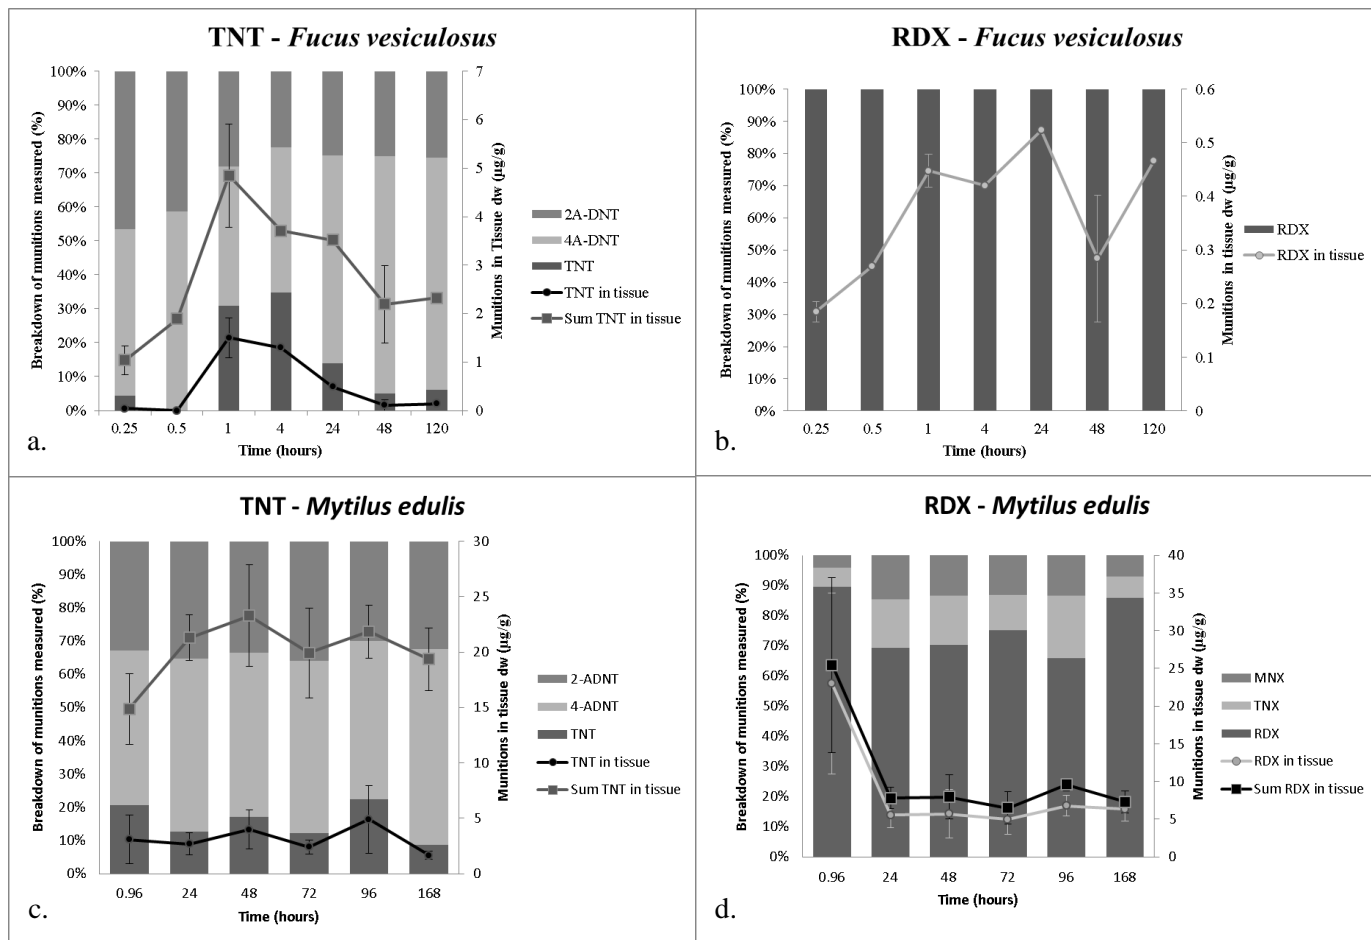 TNT - Fucus vesiculosus
100%
90%
80%
70%
60%
50%
40%
30%
20%
10%
0%
Breakdown of munitions measured (%)
7
6
5
4
3
2
1
0
Munitions in Tissue dw (µg/g)
0.25 0.5 1 4 24 48 120
Time (hours)
2A-DNT
4A-DNT
TNT
TNT in tissue
Sum TNT in tissue
a.
RDX - Fucus vesiculosus
100%
90%
80%
70%
60%
50%
40%
30%
20%
10%
0%
Breakdown of munitions measured (%)
0.6
0.5
0.4
0.3
0.2
0.1
0
Munitions in tissue dw (µg/g)
0.25 0.5 1 4 24 48 120
Time (hours)
RDX
RDX in tissue
b.
TNT - Mytilus edulis
100%
90%
80%
70%
60%
50%
40%
30%
20%
10%
0%
Breakdown of munitions measured (%)
30
25
20
15
10
5
0
Munitions in tissue dw (µg/g)
0.96 24 48 72 96 168
Time (hours)
2-ADNT
4-ADNT
TNT
TNT in tissue
Sum TNT in tissue
c.
RDX - Mytilus edulis
100%
90%
80%
70%
60%
50%
40%
30%
20%
10%
0%
Breakdown of munitions measured (%)
40
35
30
25
20
15
10
5
0
Munitions in tissue dw (µg/g)
0.96 24 48 72 96 168
Time (hours)
MNX
TNX
RDX
RDX in tissue
Sum RDX in tissue
d.